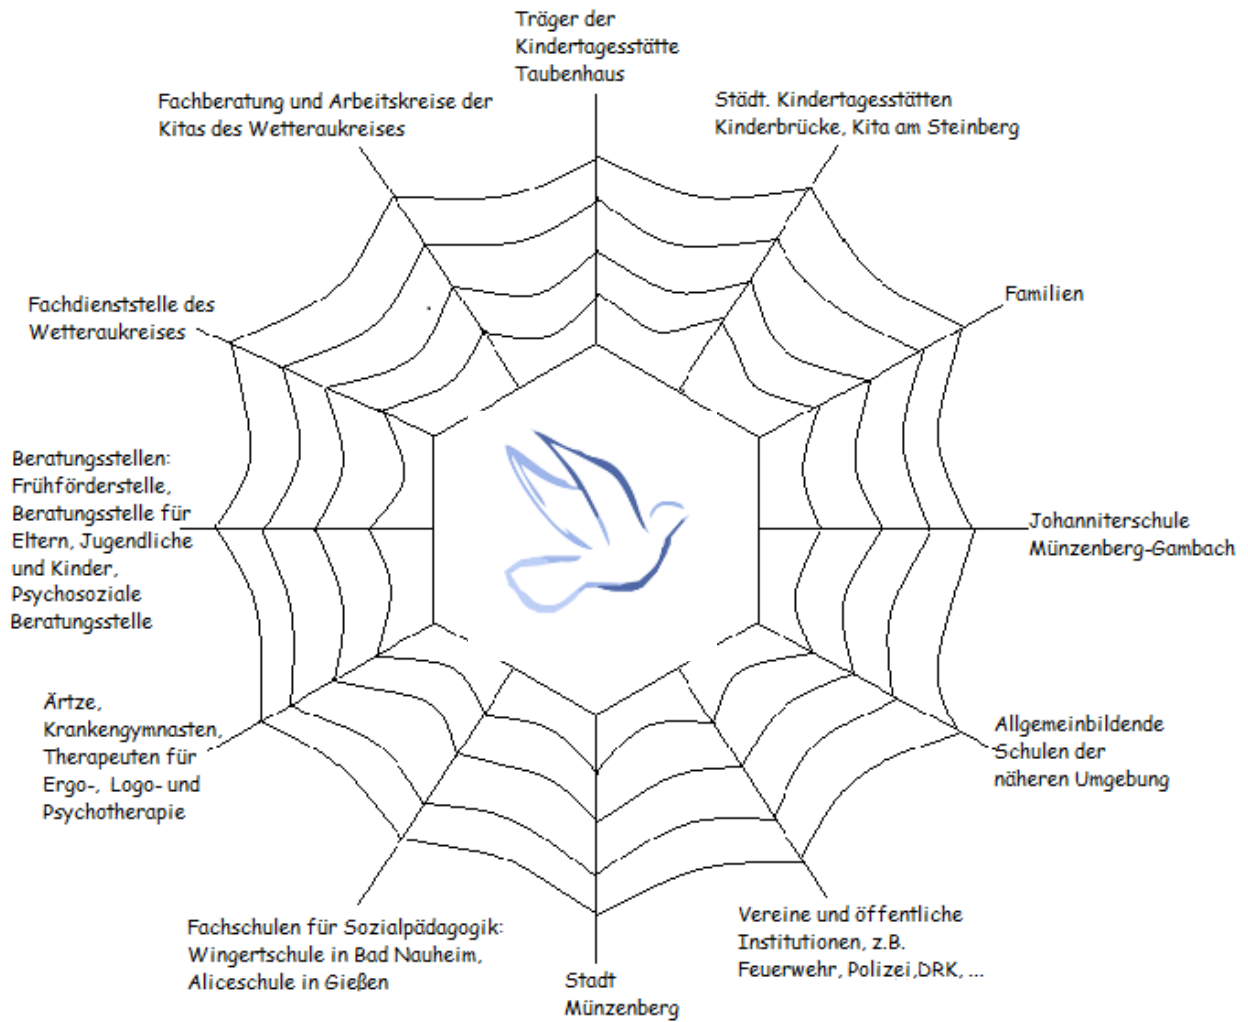 Träger der
Kindertagesstätte
Taubenhaus
Städt. Kindertagesstätten
Kinderbrücke, Kita am Steinberg
Familien
Johanniterschule
Münzenberg-Gambach
Allgemeinbildende
Schulen der
näheren Umgebung
Vereine und öffentliche
Institutionen, z.B.
Feuerwehr, Polizei,DRK, ...
Stadt
Münzenberg
Fachschulen für Sozialpädagogik:
Wingertschule in Bad Nauheim,
Aliceschule in Gießen
Ärtze,
Krankengymnasten,
Therapeuten für
Ergo-, Logo- und
Psychotherapie
Beratungsstellen:
Frühförderstelle,
Beratungsstelle für
Eltern, Jugendliche
und Kinder,
Psychosoziale
Beratungsstelle
Fachdienststelle des
Wetteraukreises
Fachberatung und Arbeitskreise der
Kitas des Wetteraukreises